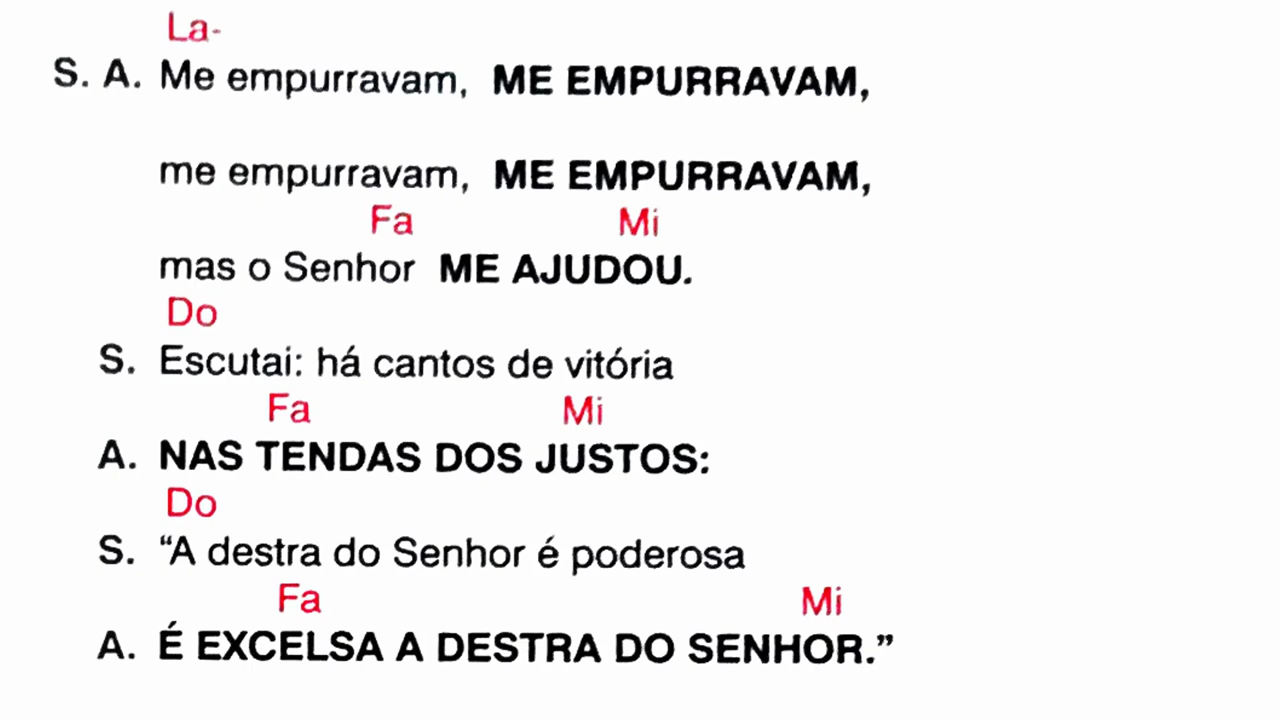 La-
S. A. Me empurravam, ME EMPURRAVAM,
me empurravam, ME EMPURRAVAM,
Fa Mi
mas o Senhor ME AJUDOU.
Do
S. Escutai: há cantos de vitória
Fa Mi
A. NAS TENDAS DOS JUSTOS:
Do
S. “A destra do Senhor é poderosa
Fa Mi
A. É EXCELSA A DESTRA DO SENHOR.”